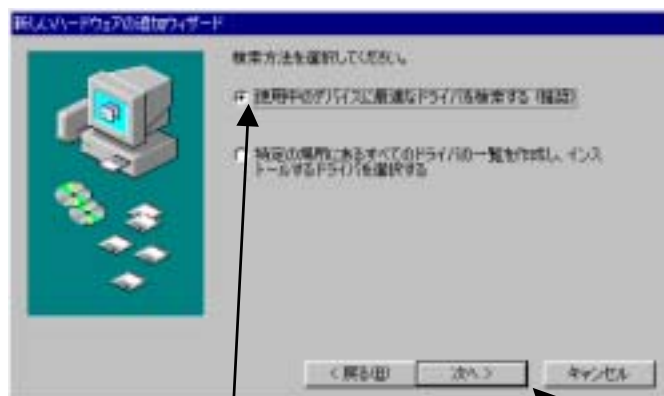 新しいハードウェアの追加ウィザード
検索方法を選択してください。
使用中のデバイスに最適なドライバを検索する (推奨)
特定の場所にあるすべてのドライバの一覧を作成し、インス
トールするドライバを選択する
< 戻る(B)
次へ >
キャンセル